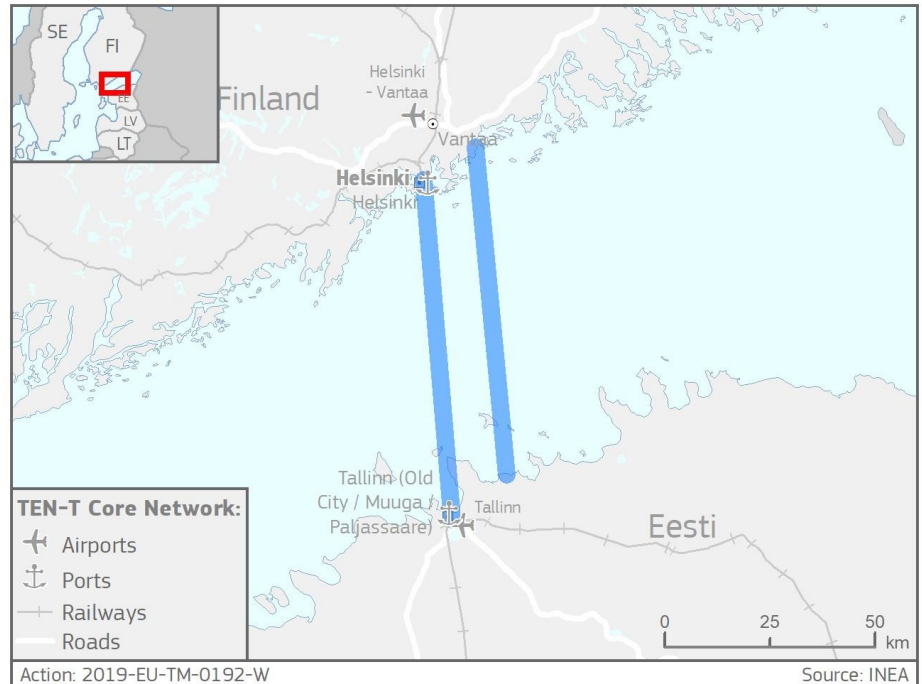 SE
FI
EE
LV
LT
Finland
Helsinki
- Vantaa
Vantaa
Helsinki
Helsinki
Tallinn (Old
City / Muuga /
Paljassaare)
Tallinn
Eesti
TEN-T Core Network:
Airports
Ports
Railways
Roads
0 25 50
km
Action: 2019-EU-TM-0192-W
Source: INEA